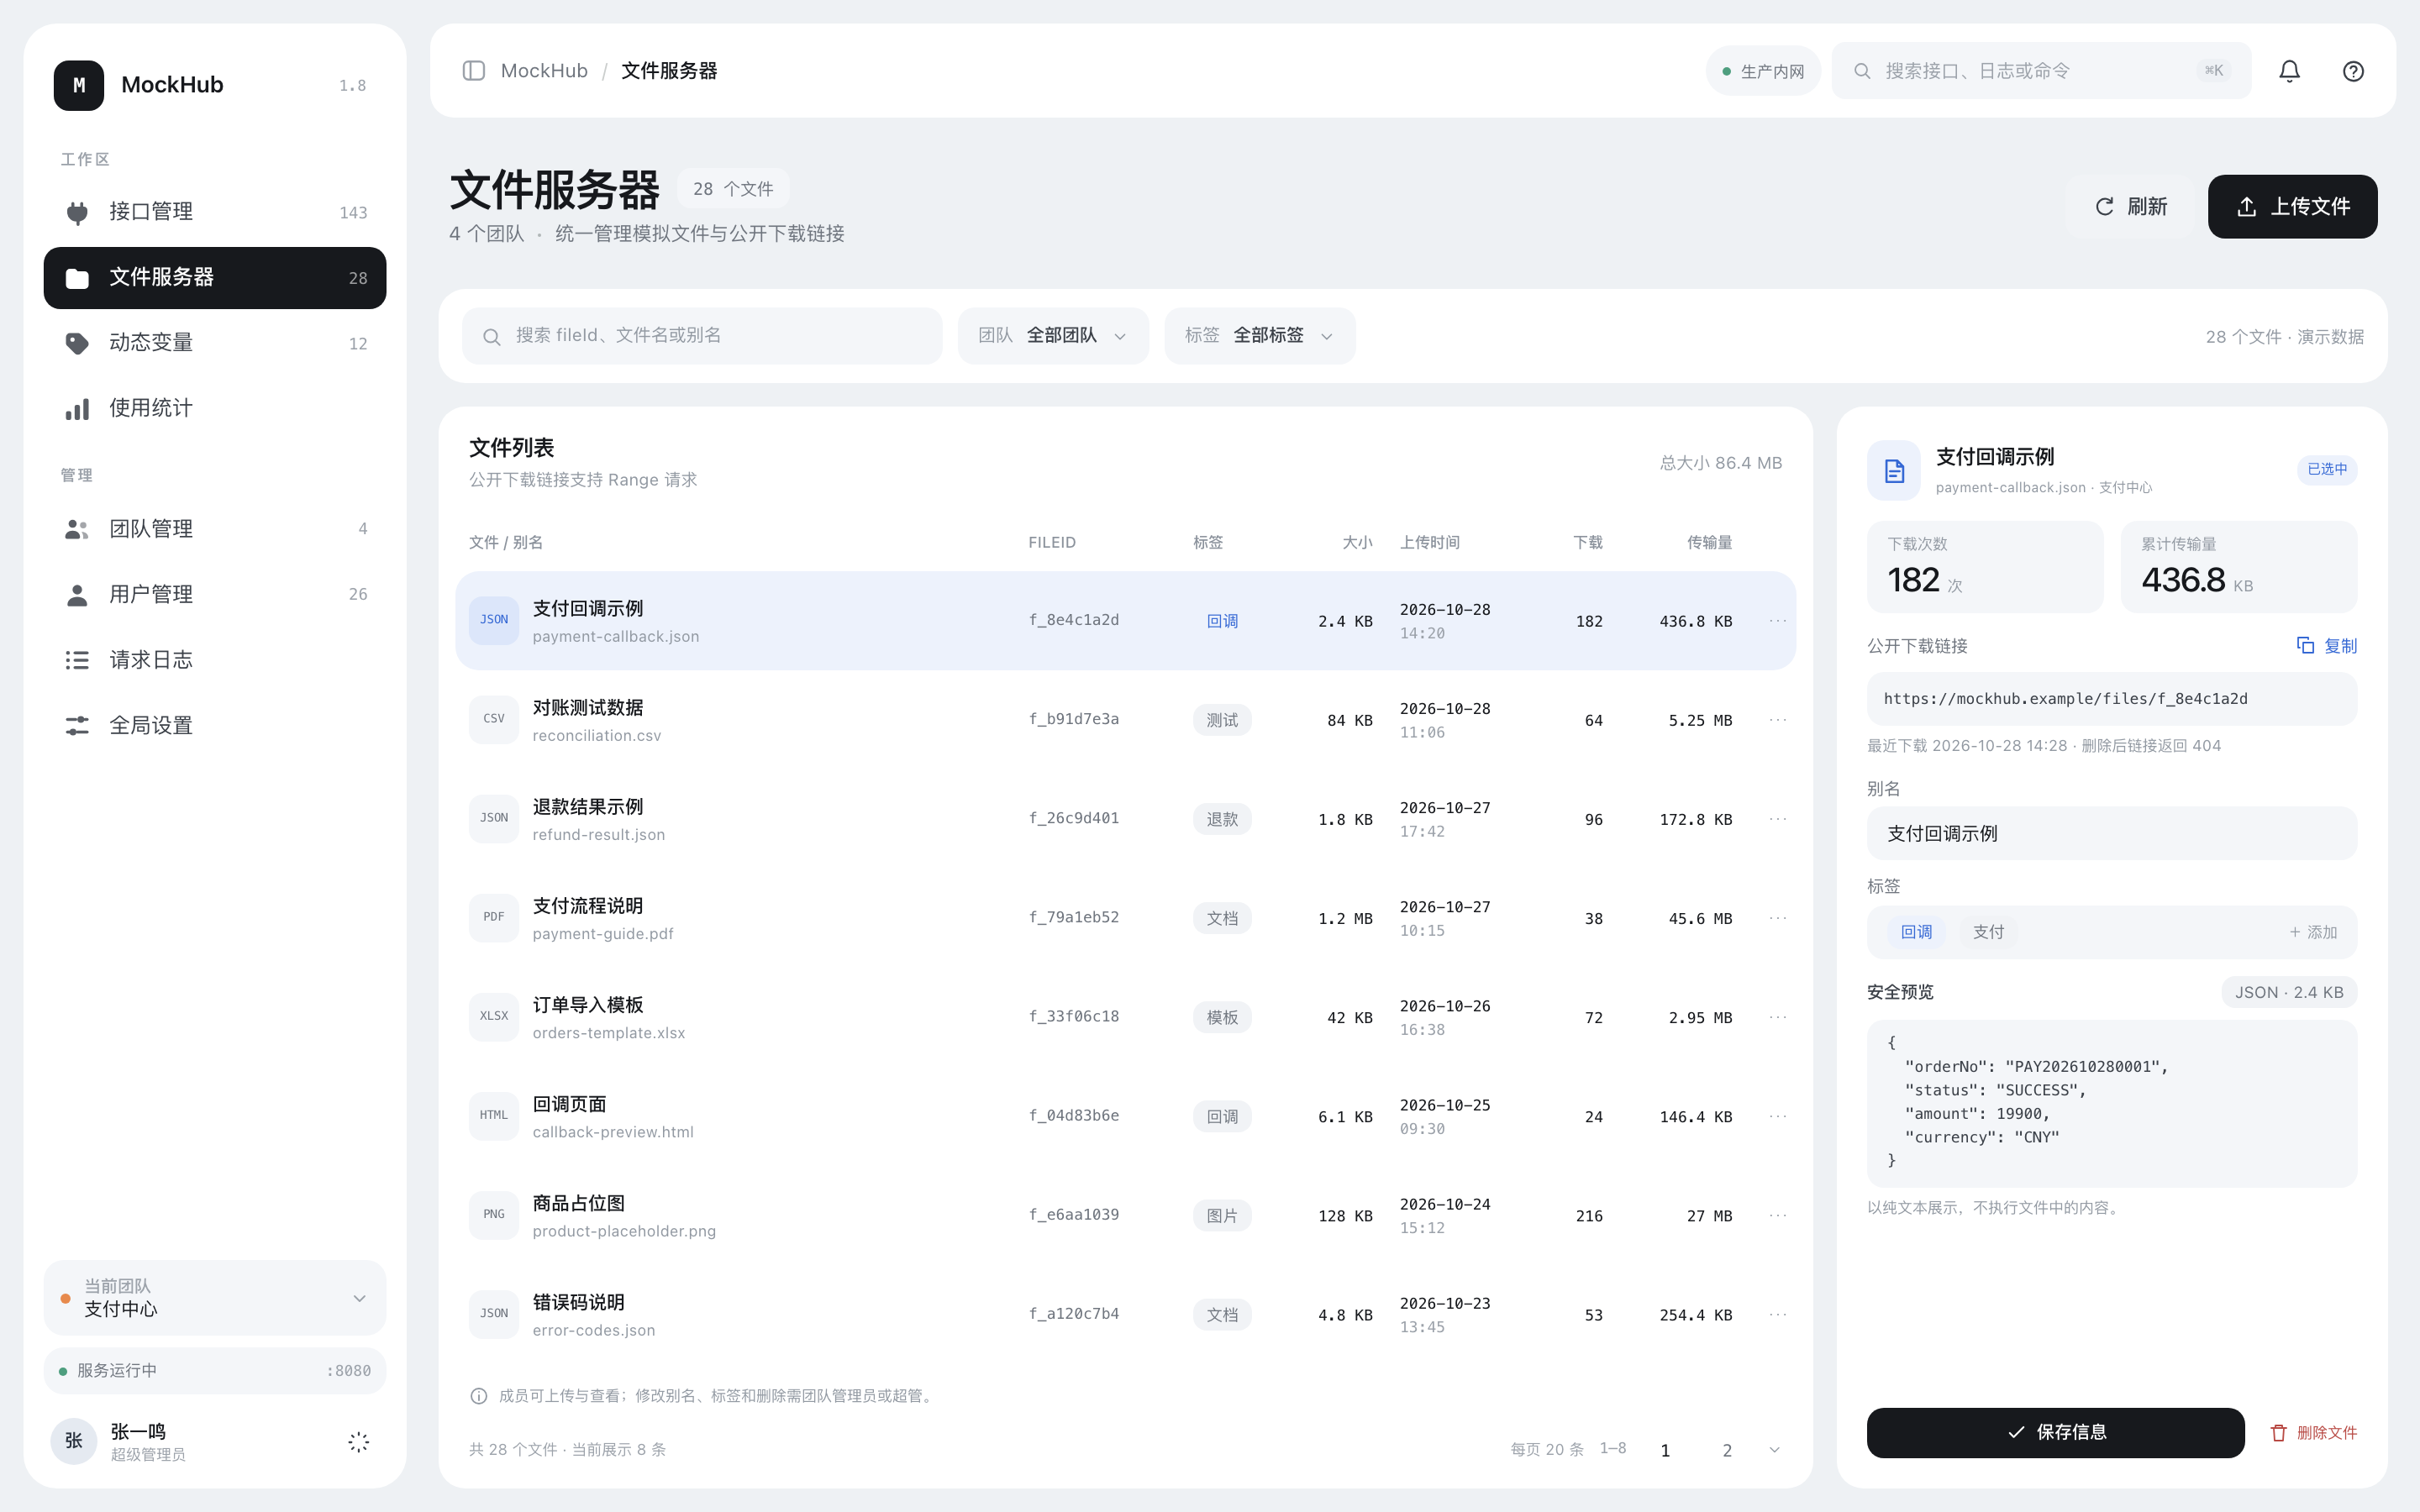 M MockHub 1.8
工作区
接口管理 143
文件服务器 28
动态变量 12
使用统计
管理
团队管理 4
用户管理 26
请求日志
全局设置
当前团队
支付中心
服务运行中 :8080
张 张一鸣
超级管理员
MockHub / 文件服务器
生产内网
搜索接口、日志或命令 ⌘K
文件服务器 28 个文件
4 个团队 · 统一管理模拟文件与公开下载链接
刷新
上传文件
搜索 fileId、文件名或别名
团队 全部团队
标签 全部标签
28 个文件 · 演示数据
文件列表
公开下载链接支持 Range 请求
总大小 86.4 MB
文件 / 别名 FILEID 标签 大小 上传时间 下载 传输量
JSON 支付回调示例 f_8e4c1a2d 回调 2.4 KB 2026-10-28 182 436.8 KB ···
payment-callback.json 14:20
CSV 对账测试数据 f_b91d7e3a 测试 84 KB 2026-10-28 64 5.25 MB ···
reconciliation.csv 11:06
JSON 退款结果示例 f_26c9d401 退款 1.8 KB 2026-10-27 96 172.8 KB ···
refund-result.json 17:42
PDF 支付流程说明 f_79a1eb52 文档 1.2 MB 2026-10-27 38 45.6 MB ···
payment-guide.pdf 10:15
XLSX 订单导入模板 f_33f06c18 模板 42 KB 2026-10-26 72 2.95 MB ···
orders-template.xlsx 16:38
HTML 回调页面 f_04d83b6e 回调 6.1 KB 2026-10-25 24 146.4 KB ···
callback-preview.html 09:30
PNG 商品占位图 f_e6aa1039 图片 128 KB 2026-10-24 216 27 MB ···
product-placeholder.png 15:12
JSON 错误码说明 f_a120c7b4 文档 4.8 KB 2026-10-23 53 254.4 KB ···
error-codes.json 13:45
成员可上传与查看；修改别名、标签和删除需团队管理员或超管。
共 28 个文件 · 当前展示 8 条
每页 20 条 1-8 1 2
支付回调示例
payment-callback.json · 支付中心
已选中
下载次数
182 次
累计传输量
436.8 KB
公开下载链接
复制
https://mockhub.example/files/f_8e4c1a2d
最近下载 2026-10-28 14:28 · 删除后链接返回 404
别名
支付回调示例
标签
回调 支付 + 添加
安全预览 JSON · 2.4 KB
{
"orderNo": "PAY202610280001",
"status": "SUCCESS",
"amount": 19900,
"currency": "CNY"
}
以纯文本展示，不执行文件中的内容。
保存信息
删除文件